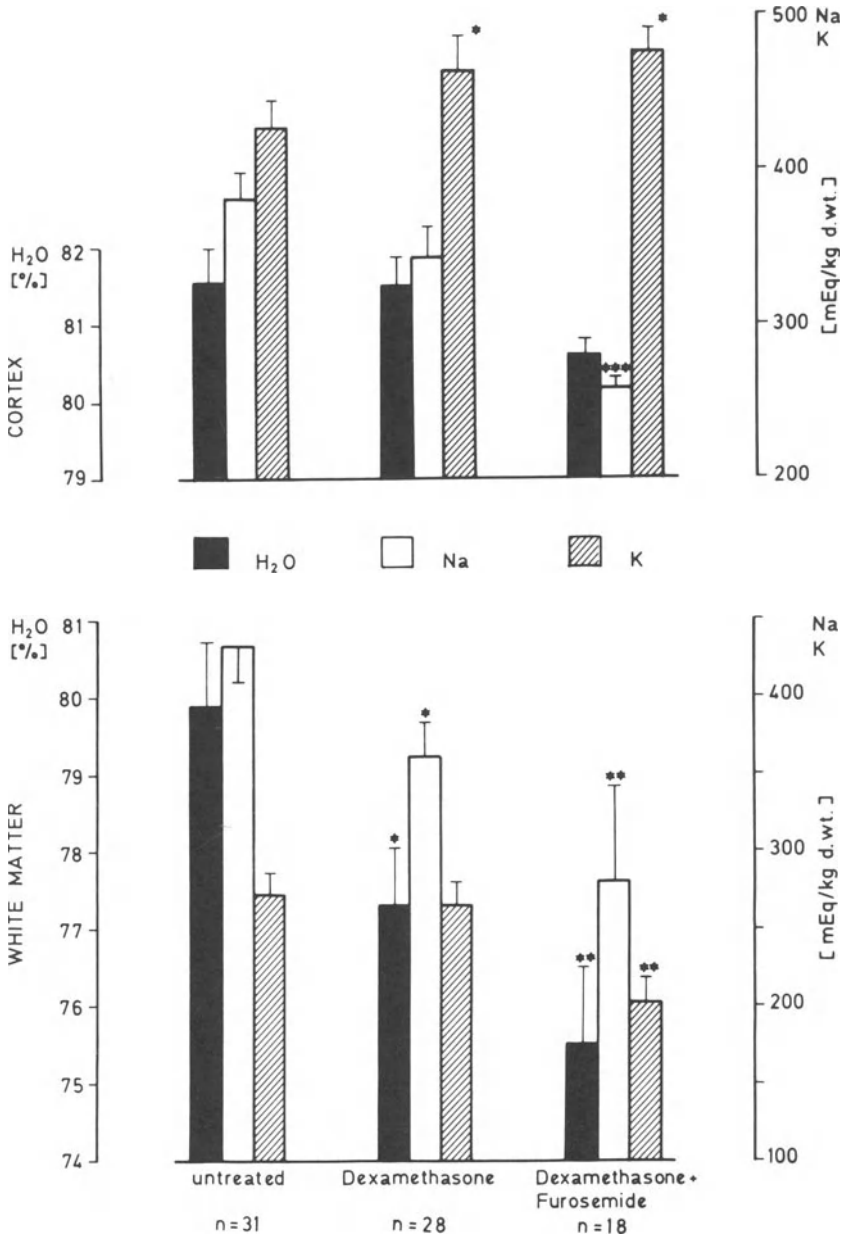 500 Na
K
*
*
400
[mEq/kg d.wt.]
H₂O 82
[%]
81
300
***
CORTEX
80
79
200
H₂O
Na
K
H₂O 81
[%]
Na
K
80
400
*
79
**
WHITE MATTER
78
*
300
[mEq/kg d.wt.]
77
**
**
76
200
75
74
100
untreated
Dexamethasone
Dexamethasone+
Furosemide
n=31
n=28
n=18